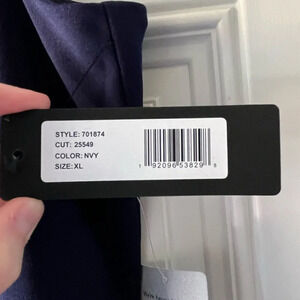 STYLE: 701874
CUT: 25549
COLOR: NVY
SIZE: XL
1 92096 53829 8